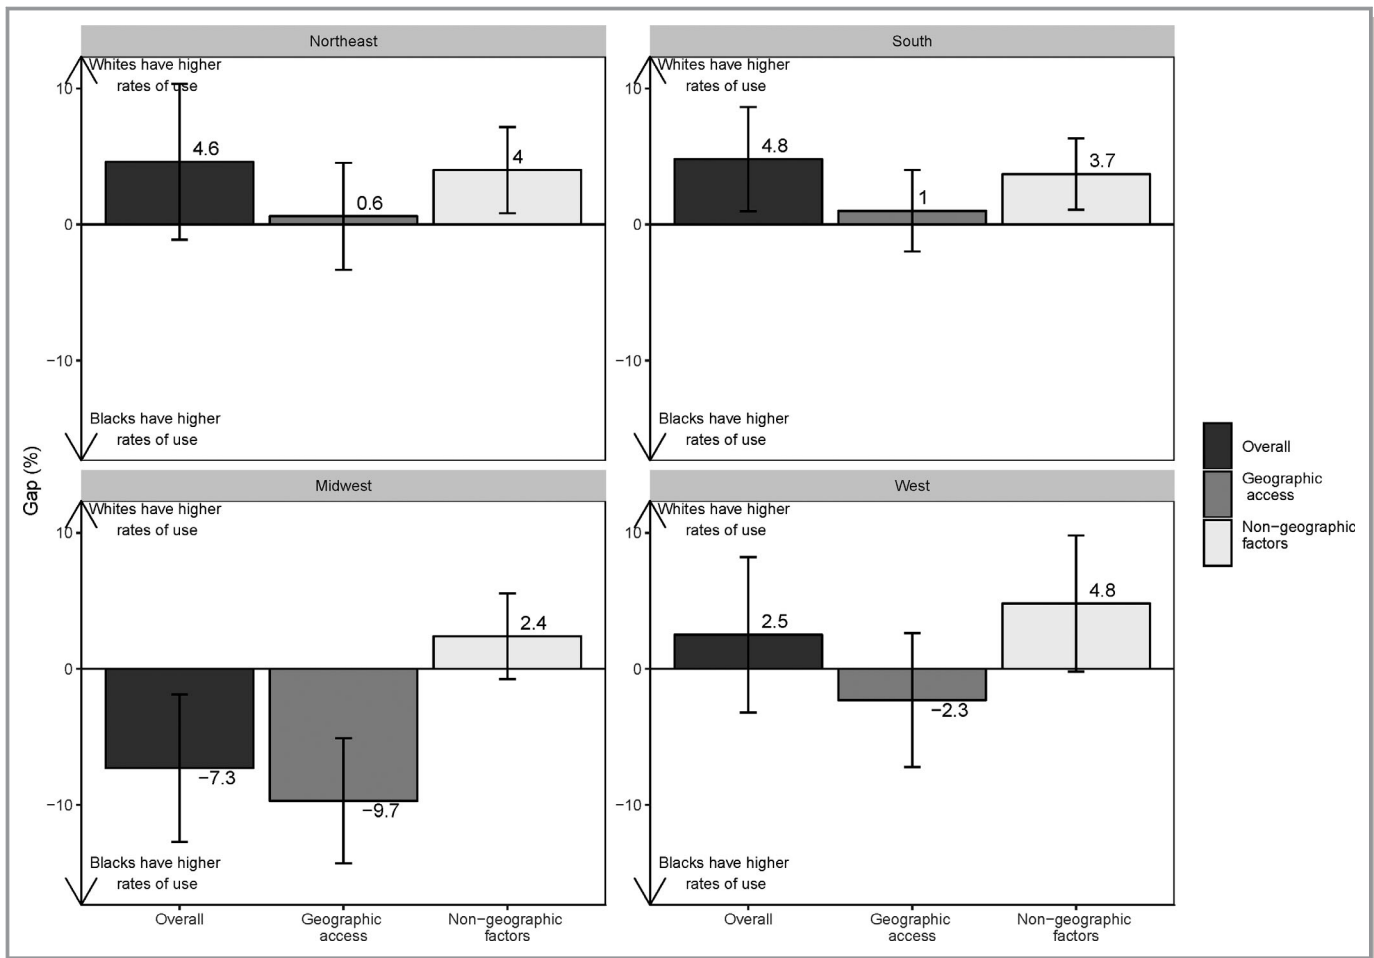 Northeast
Whites have higher
rates of use
10
4.6
0.6
4
0
−10
Blacks have higher
rates of use
South
Whites have higher
rates of use
10
4.8
1
3.7
0
−10
Blacks have higher
rates of use
Gap (%)
Midwest
Whites have higher
rates of use
10
2.4
0
−7.3
−9.7
−10
Blacks have higher
rates of use
Overall
Geographic
access
Non−geographic
factors
West
Whites have higher
rates of use
10
2.5
4.8
0
−2.3
−10
Blacks have higher
rates of use
Overall
Geographic
access
Non−geographic
factors
Overall
Geographic
access
Non−geographic
factors